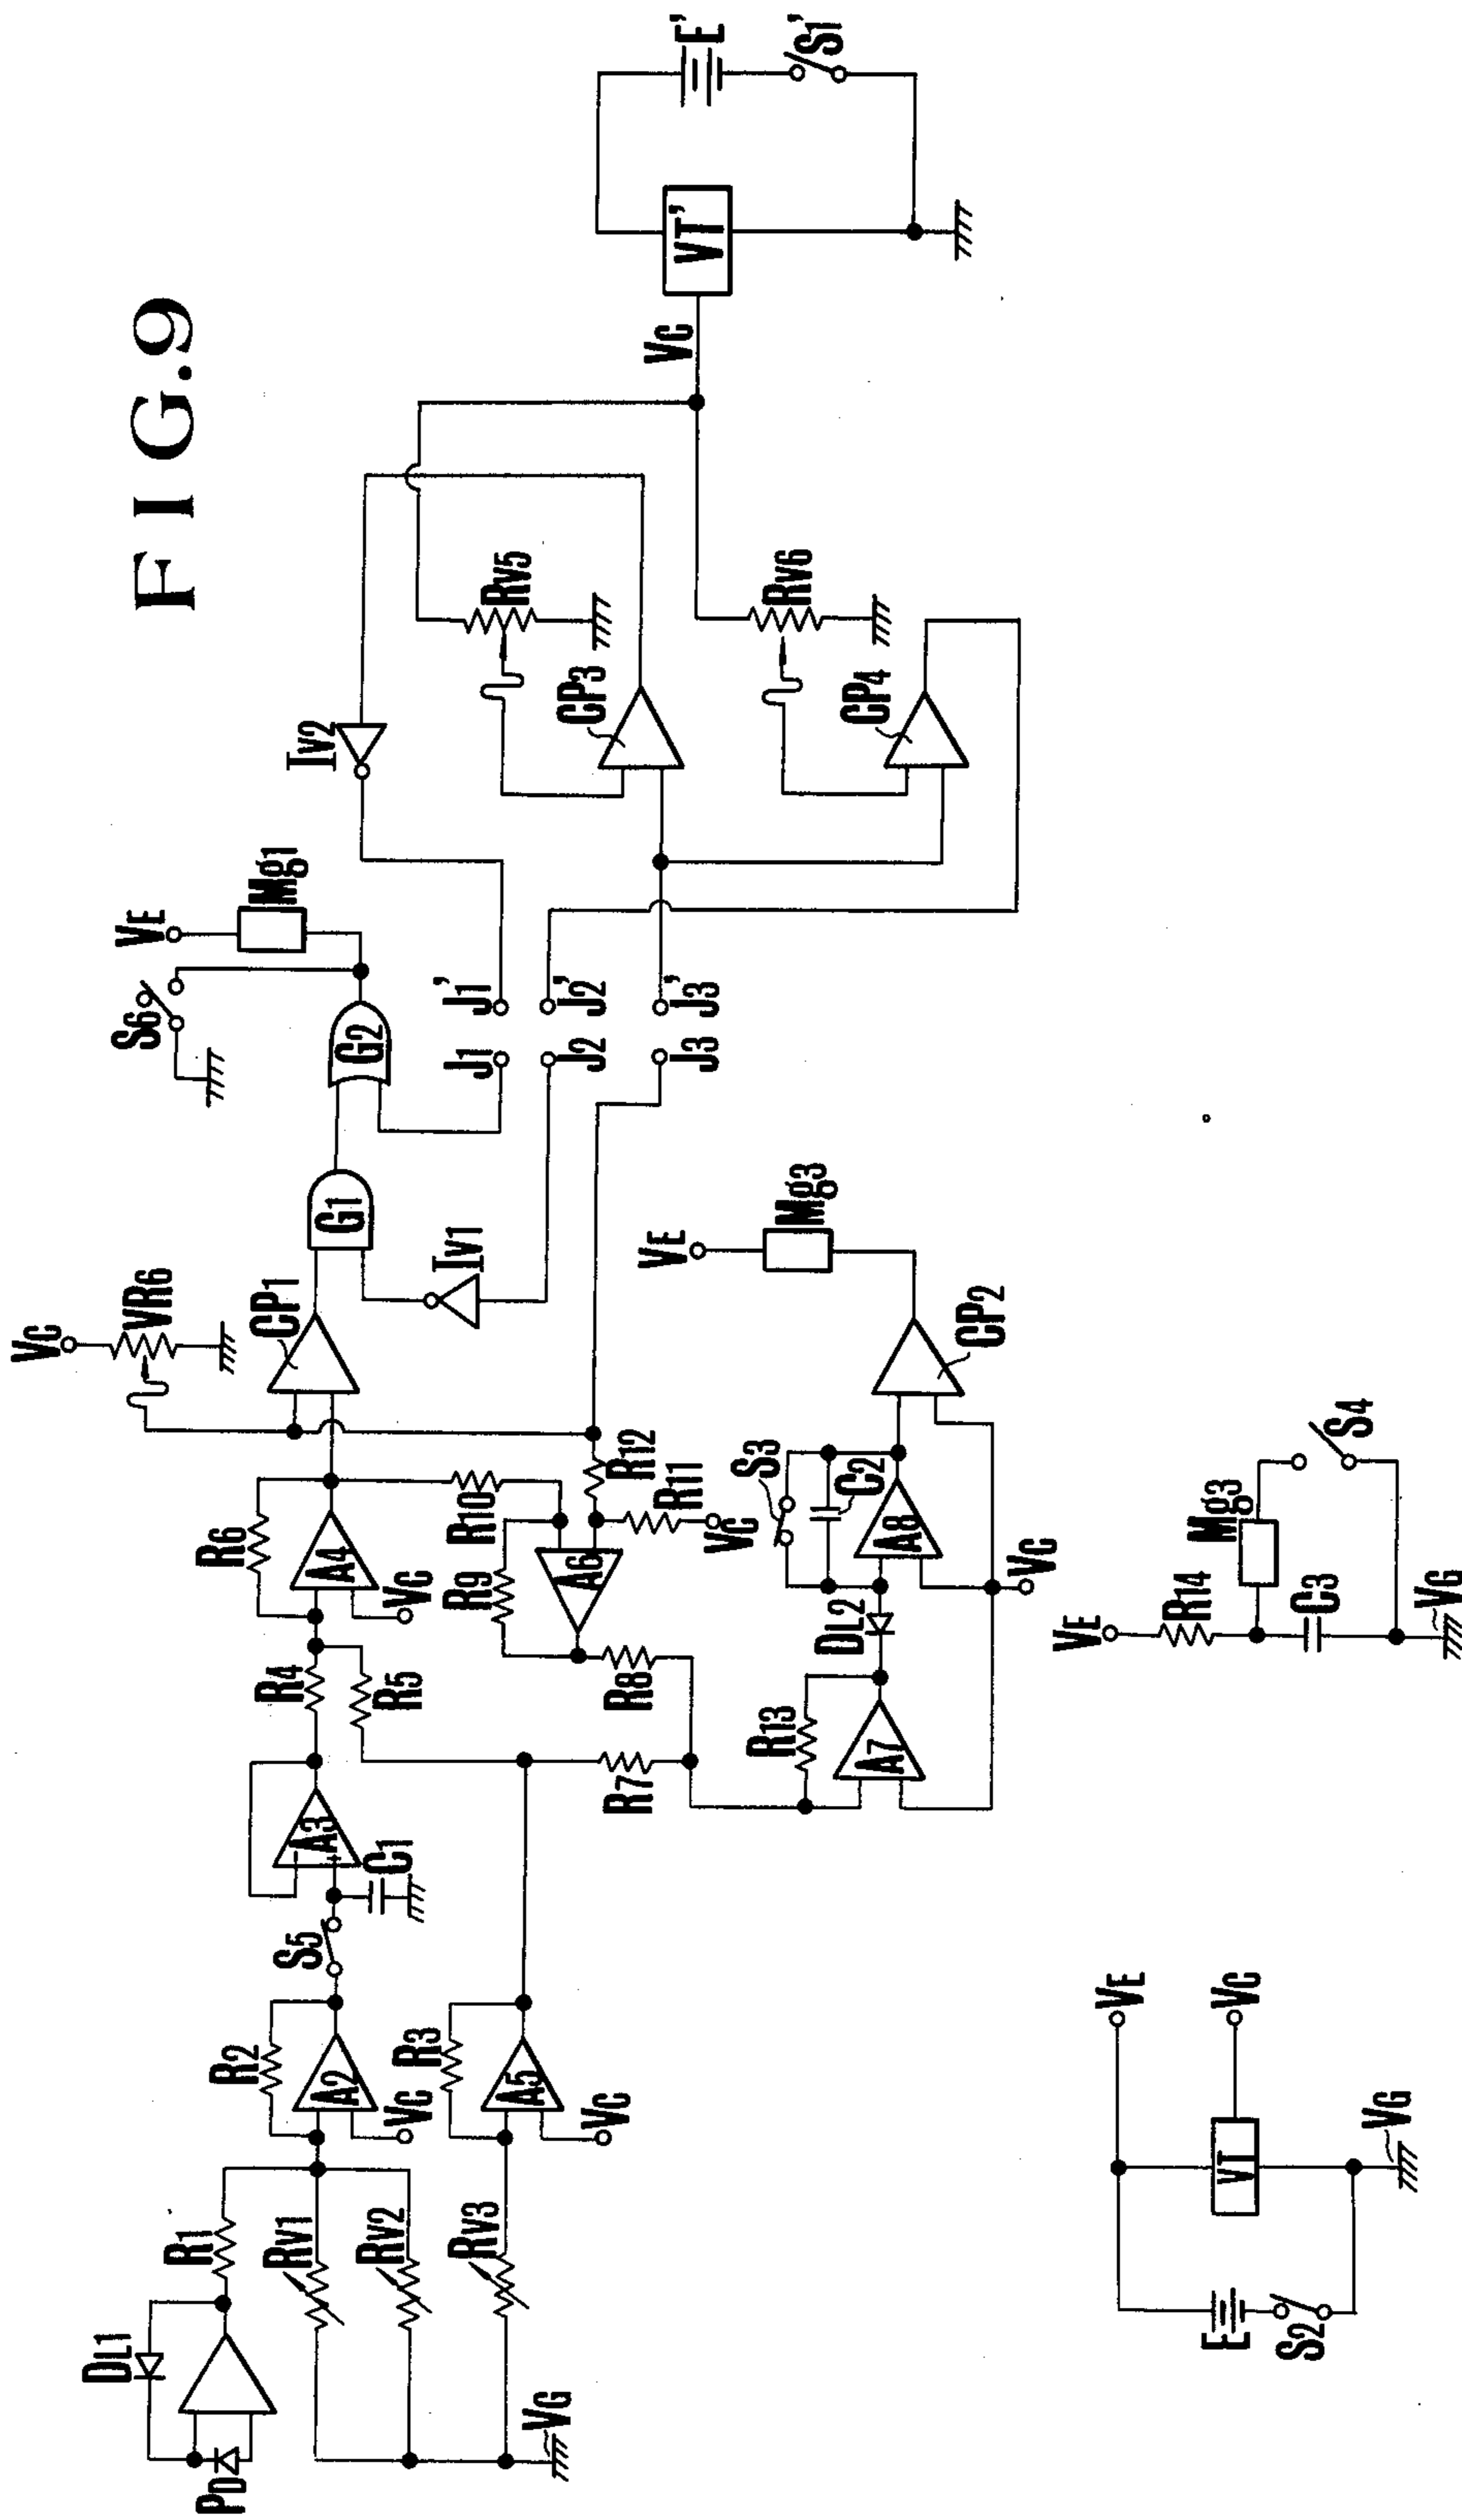 FIG.9
DL1
PD
R1
RV1
RV2
RV3
VG
R2
A2
VC
R3
A5
VC
S5
C1
A3
R4
R5
R6
A4
VC
R7
R8
R9
R10
A6
R12
R11
VC
VC
VR6
CP1
G1
IV1
G2
S6
VE
Mg1
J1
J2
J3
J1'
J2'
J3'
IV2
RV5
CP3
RV6
CP4
VC
VT'
E'
S1'
R13
A7
DL2
S3
C2
A8
VC
CP2
VE
Mg3
VE
R14
Mg3
C3
S4
VG
E
S2
VT
VE
VC
VG